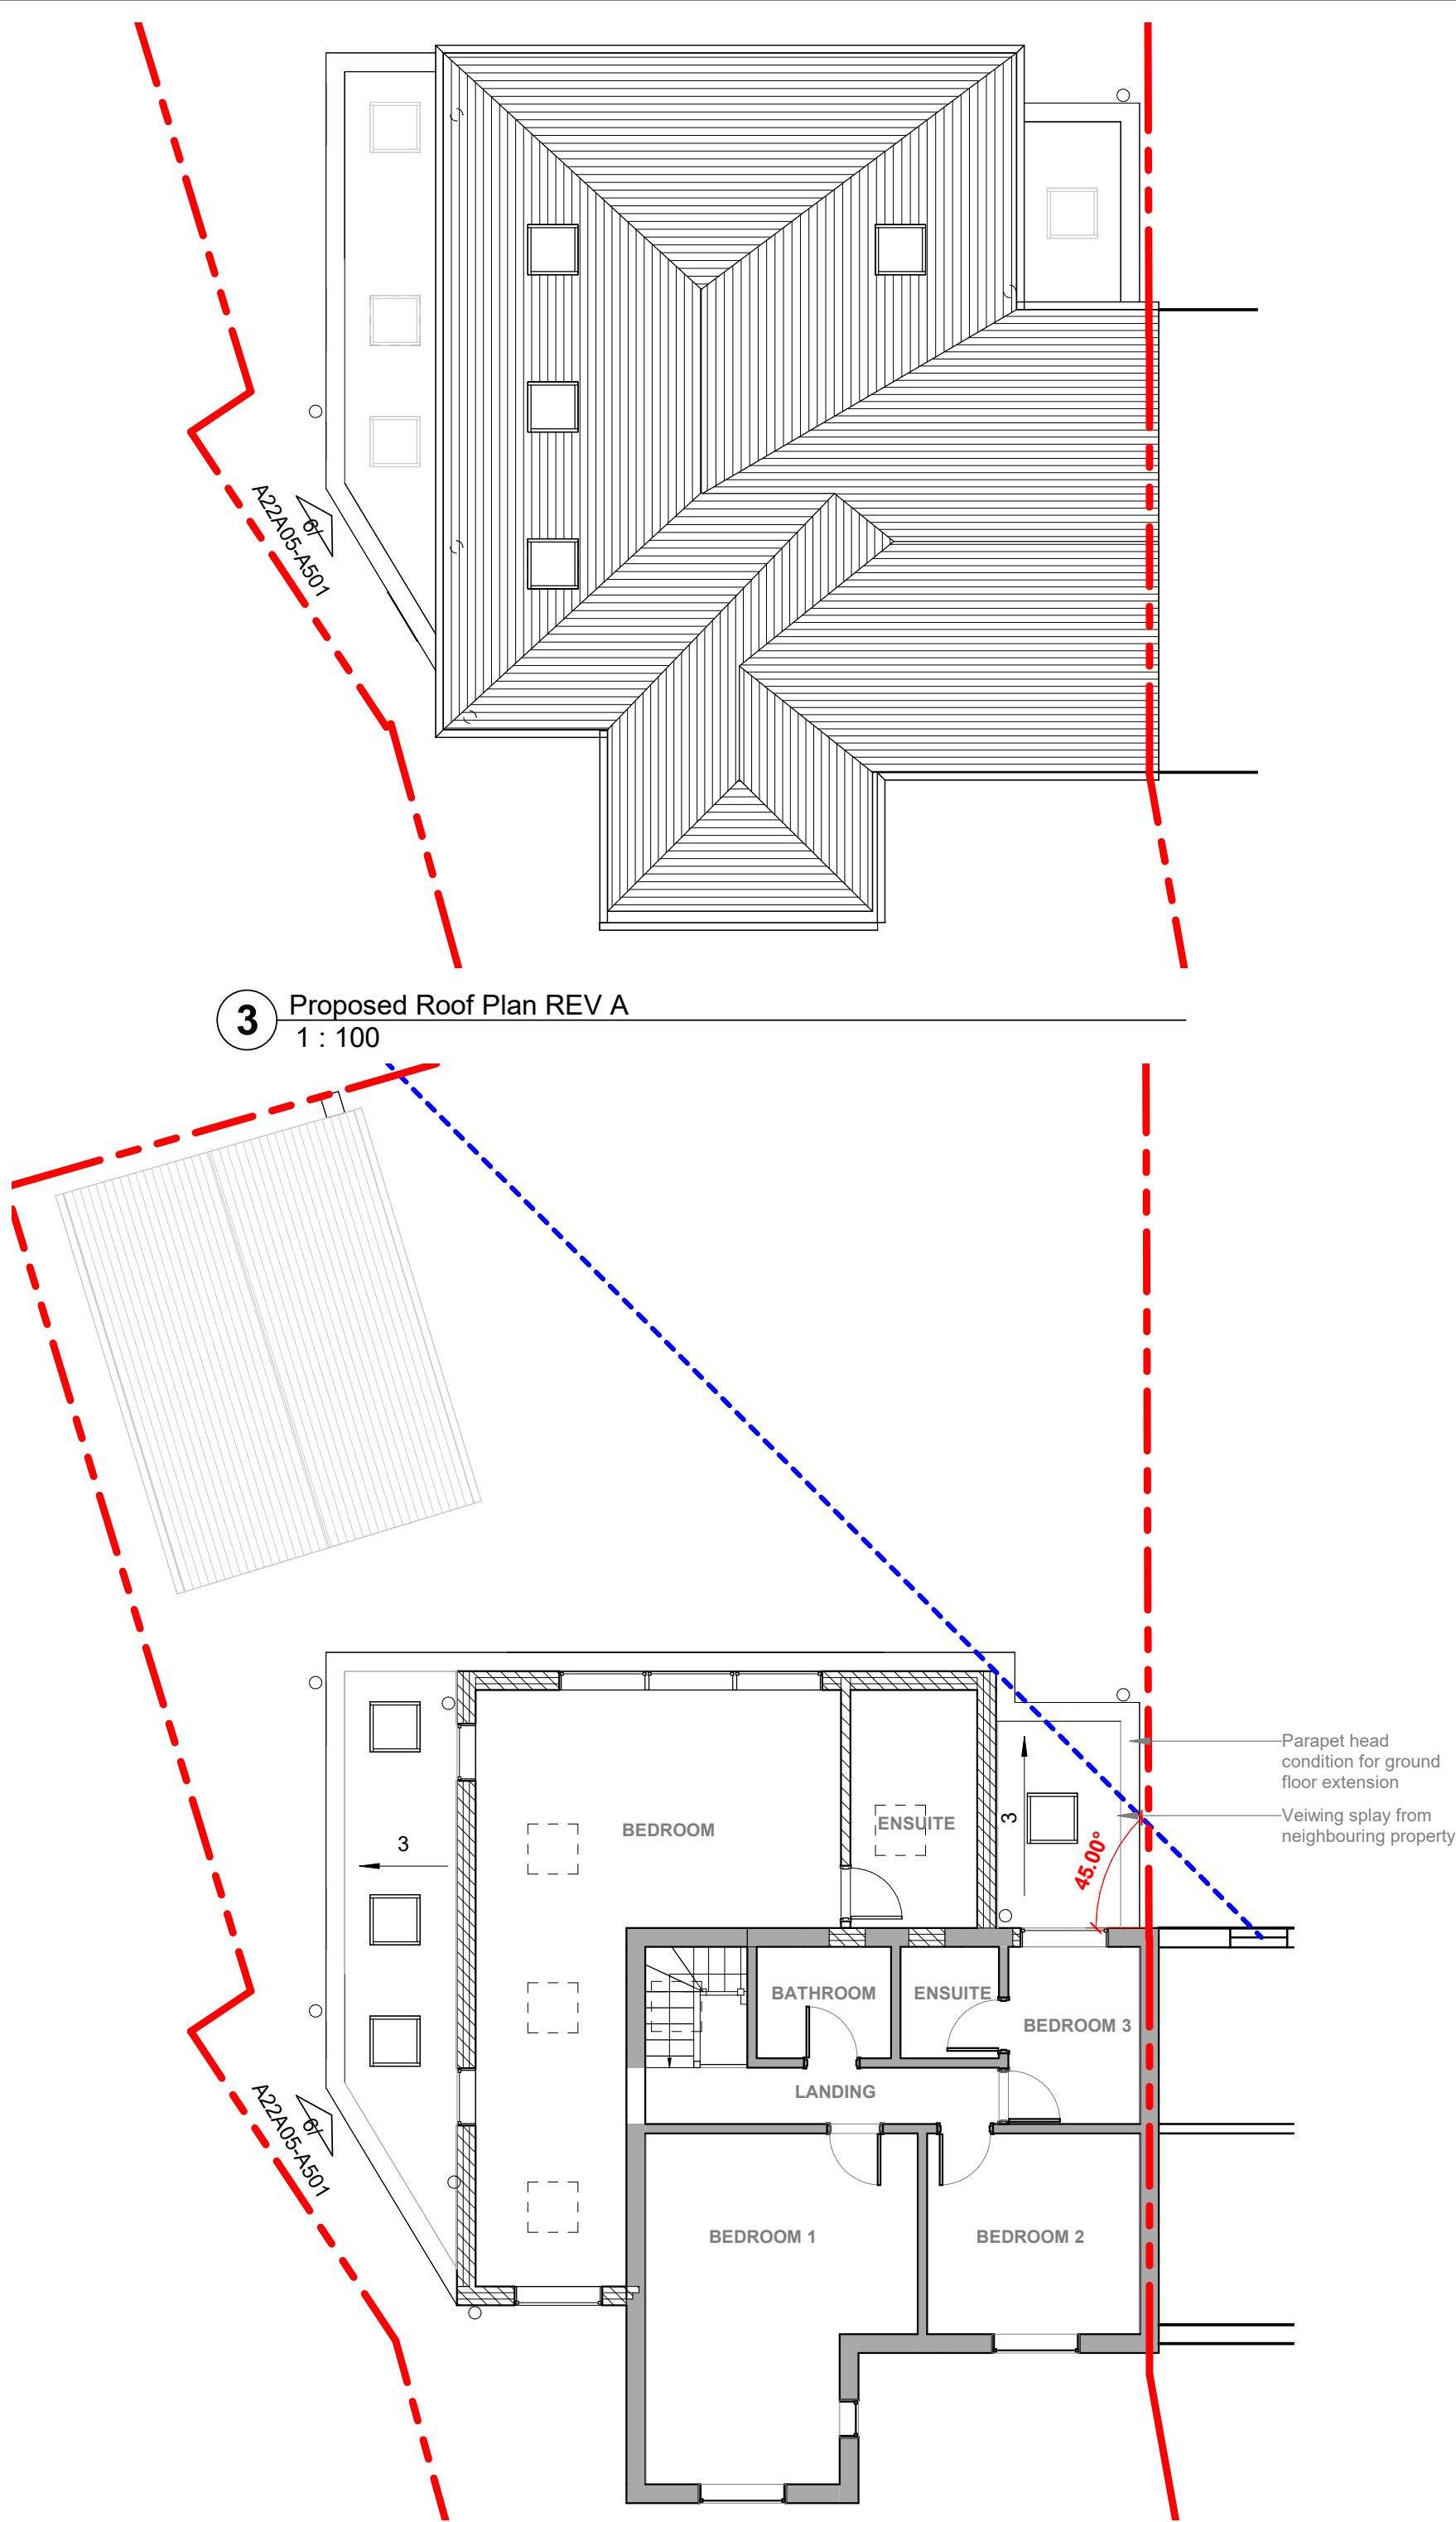 A22A05-A501
6/
3
Proposed Roof Plan REV A
1 : 100
Parapet head
condition for ground
floor extension
Veiwing splay from
neighbouring property
BEDROOM
ENSUITE
3
3
45.00°
BATHROOM
ENSUITE
BEDROOM 3
LANDING
A22A05-A501
6/
BEDROOM 1
BEDROOM 2